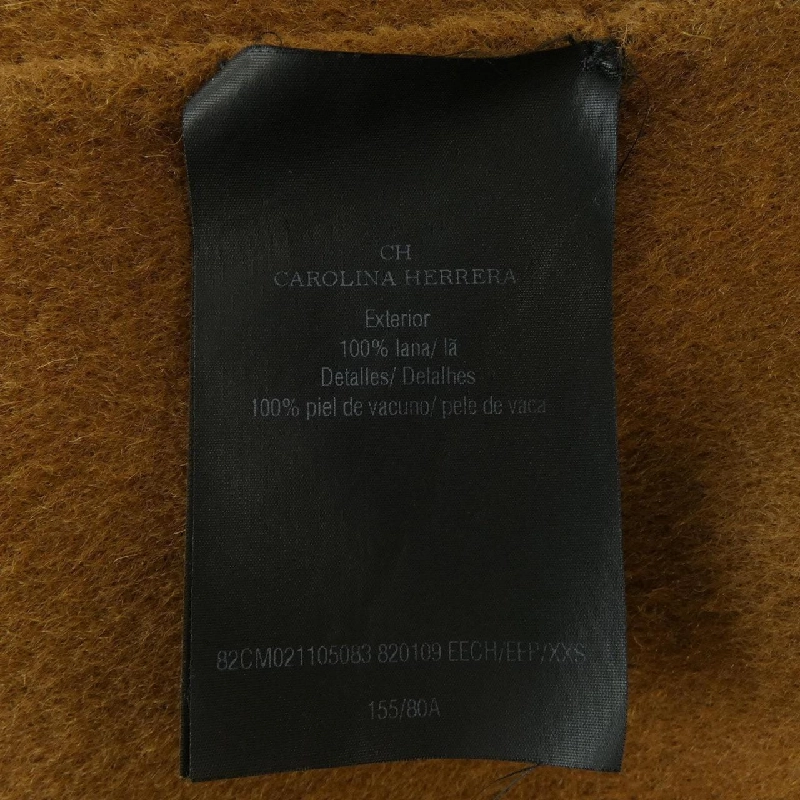 CH
CAROLINA HERRERA
Exterior
100% lana/ lã
Detalles/ Detalhes
100% piel de vacuno/ pele de vaca
82CM021105083 820109 EECH/EFP/XXS
155/80A